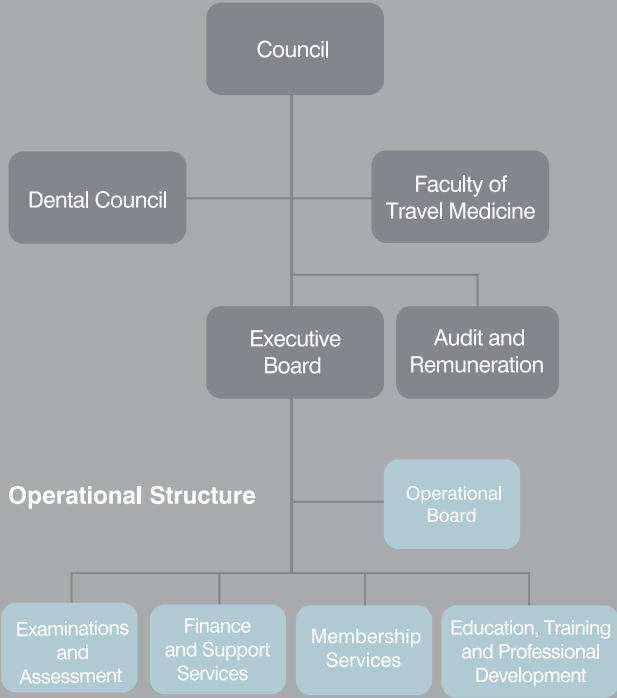 Council
Dental Council
Faculty of
Travel Medicine
Executive
Board
Audit and
Remuneration
Operational Structure
Operational
Board
Examinations
and
Assessment
Finance
and Support
Services
Membership
Services
Education, Training
and Professional
Development